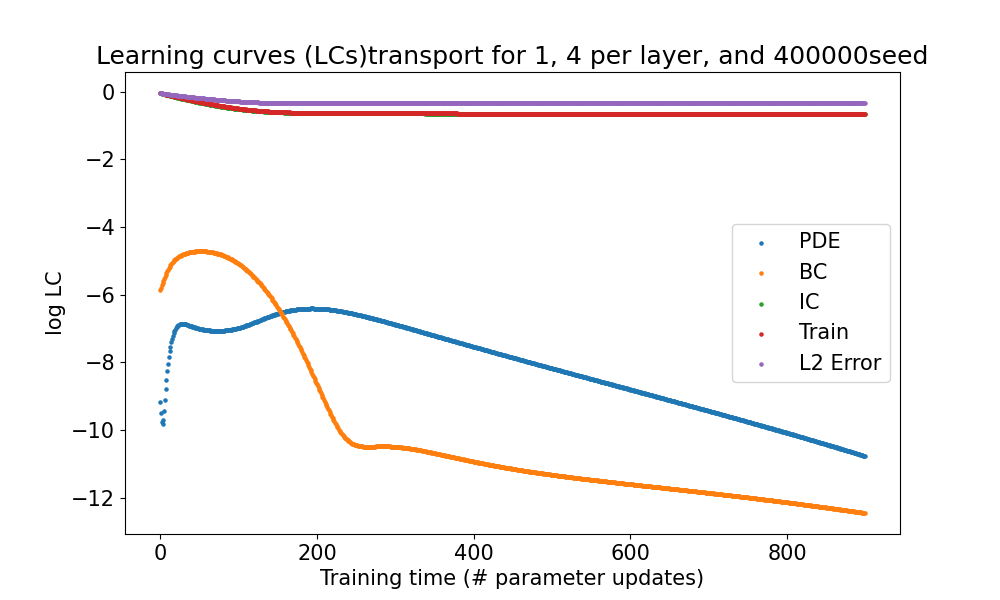 Learning curves (LCs)transport for 1, 4 per layer, and 400000seed
0
−2
−4
−6
−8
−10
−12
log LC
PDE
BC
IC
Train
L2 Error
0 200 400 600 800
Training time (# parameter updates)